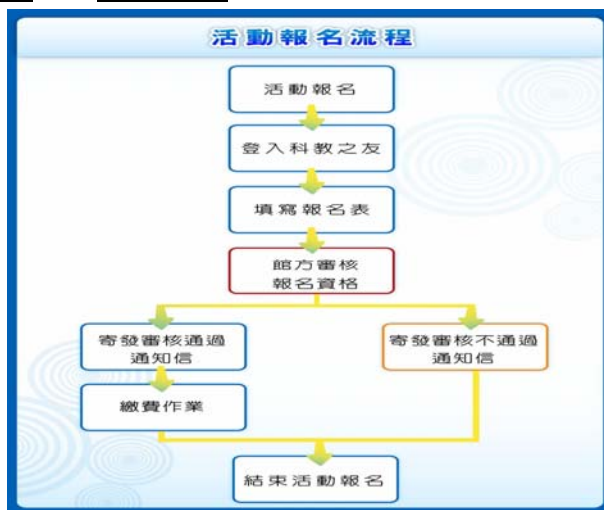 活動報名流程
活動報名
登入科教之友
填寫報名表
館方審核
報名資格
寄發審核通過
通知信
寄發審核不通過
通知信
繳費作業
結束活動報名